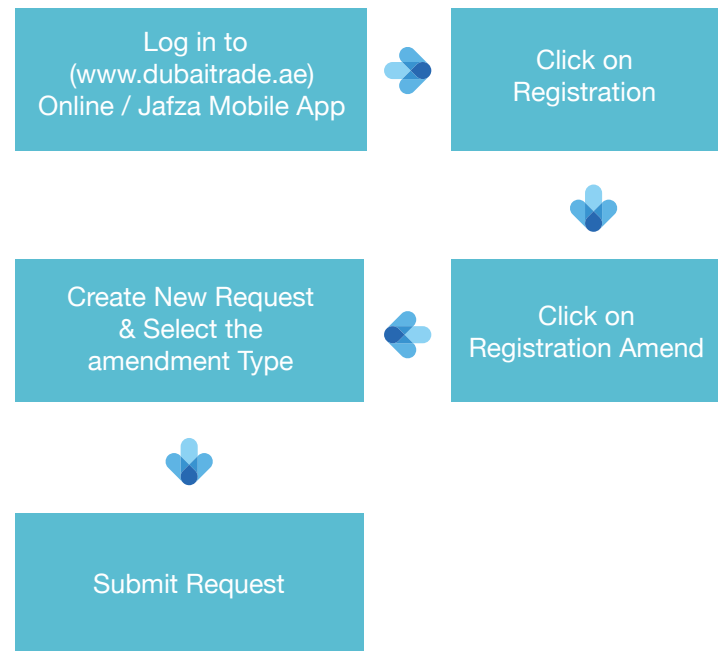 Log in to
(www.dubaitrade.ae)
Online / Jafza Mobile App
Click on
Registration
Click on
Registration Amend
Create New Request
& Select the
amendment Type
Submit Request